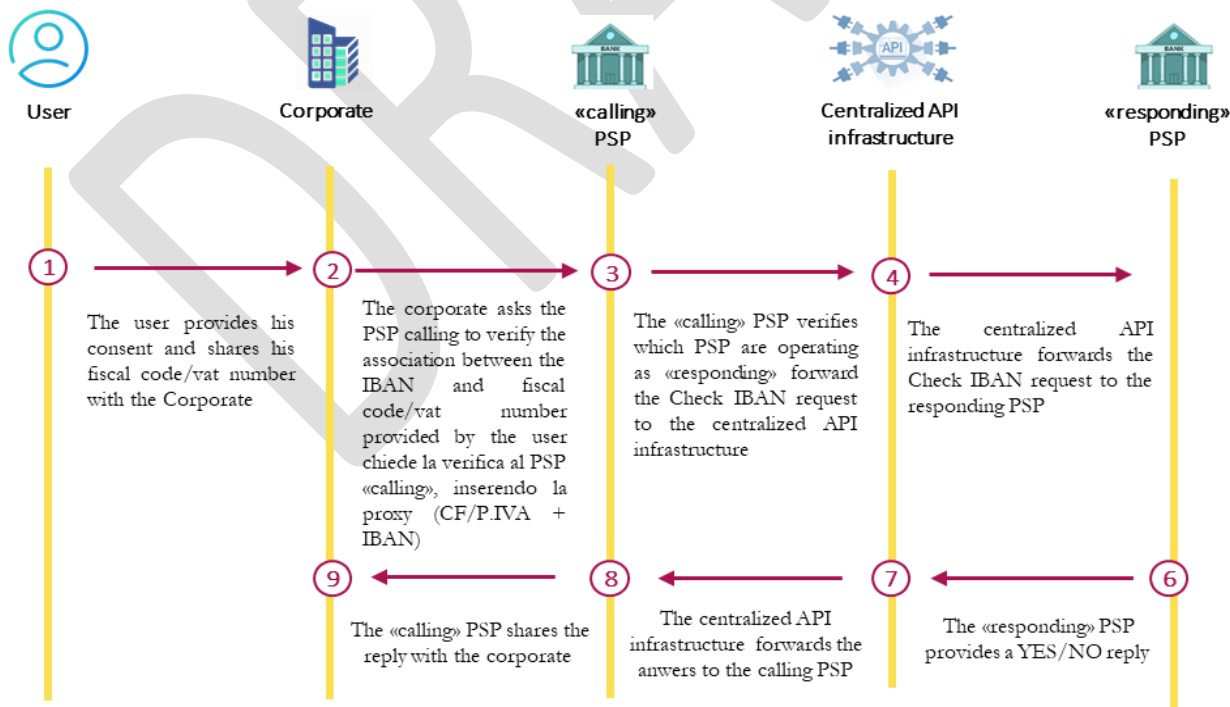 BANK
API
BANK
User
Corporate
«calling»
PSP
Centralized API
infrastructure
«responding»
PSP
1
2
3
4
The user provides his
consent and shares his
fiscal code/vat number
with the Corporate
The corporate asks the
PSP calling to verify the
association between the
IBAN and fiscal
code/vat number
provided by the user
chiede la verifica al PSP
«calling», inserendo la
proxy (CF/P.IVA +
IBAN)
The «calling» PSP verifies
which PSP are operating
as «responding» forward
the Check IBAN request
to the centralized API
infrastructure
The centralized API
infrastructure forwards the
Check IBAN request to the
responding PSP
9
8
7
6
The «calling» PSP shares the
reply with the corporate
The centralized API
infrastructure forwards the
anwers to the calling PSP
The «responding» PSP
provides a YES/NO reply